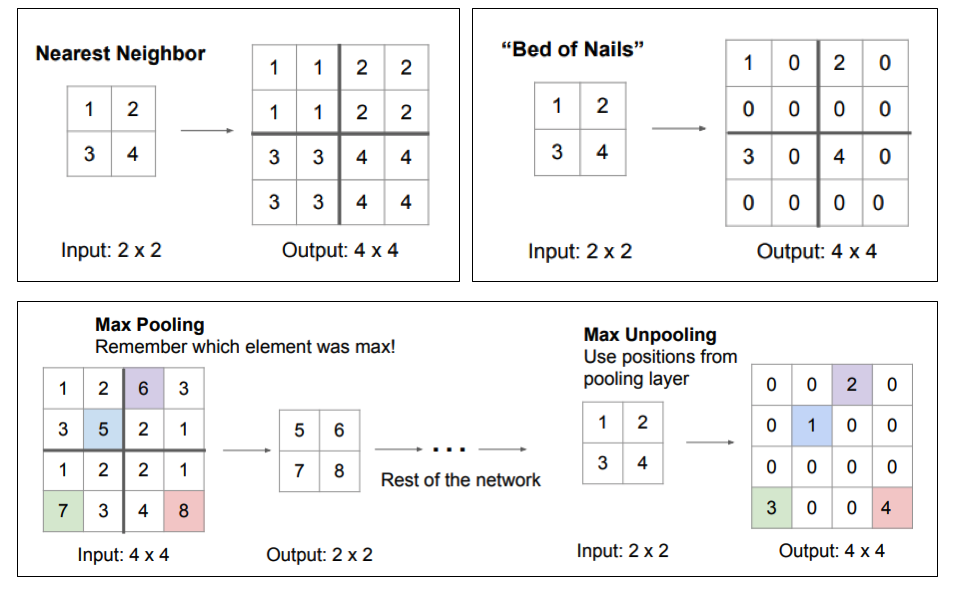 Nearest Neighbor
1 2
3 4
1 1 2 2
1 1 2 2
3 3 4 4
3 3 4 4
Input: 2 x 2
Output: 4 x 4
“Bed of Nails”
1 2
3 4
1 0 2 0
0 0 0 0
3 0 4 0
0 0 0 0
Input: 2 x 2
Output: 4 x 4
Max Pooling
Remember which element was max!
1 2 6 3
3 5 2 1
1 2 2 1
7 3 4 8
Input: 4 x 4
5 6
7 8
Output: 2 x 2
...
Rest of the network
Max Unpooling
Use positions from
pooling layer
1 2
3 4
Input: 2 x 2
0 0 2 0
0 1 0 0
0 0 0 0
3 0 0 4
Output: 4 x 4